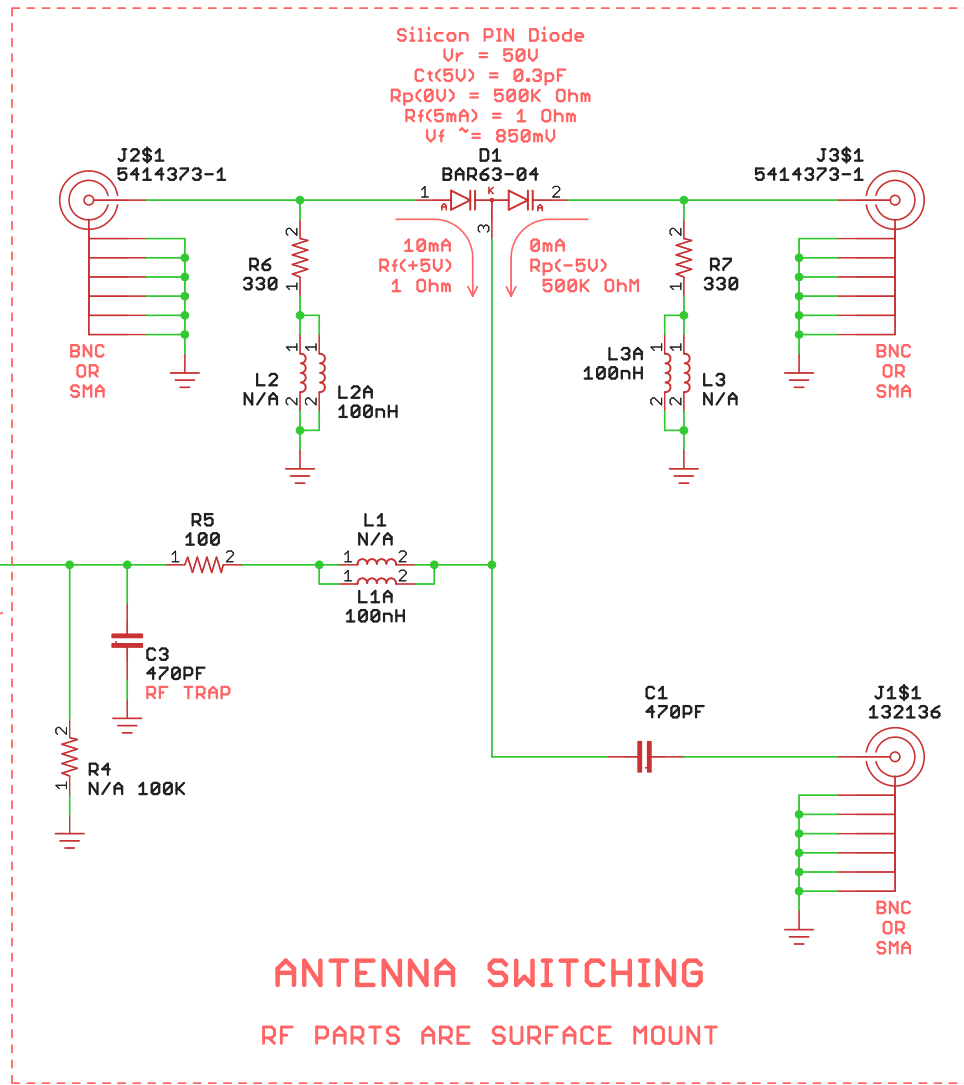 Silicon PIN Diode
Vr = 50V
Ct(5V) = 0.3pF
Rp(0V) = 500K Ohm
Rf(5mA) = 1 Ohm
Vf ~= 850mV
J2$1
5414373-1
D1
BAR63-04
J3$1
5414373-1
1
A
K
A
2
3
10mA
Rf(+5V)
1 Ohm
0mA
Rp(-5V)
500K OhM
2
R6
330
1
2
R7
330
1
BNC
OR
SMA
1
1
L2
N/A
2
2
L2A
100nH
L3A
100nH
1
1
2
2
L3
N/A
BNC
OR
SMA
R5
100
1
2
L1
N/A
1
2
1
2
L1A
100nH
C3
470PF
RF TRAP
2
R4
N/A 100K
1
C1
470PF
J1$1
132136
BNC
OR
SMA
ANTENNA SWITCHING
RF PARTS ARE SURFACE MOUNT